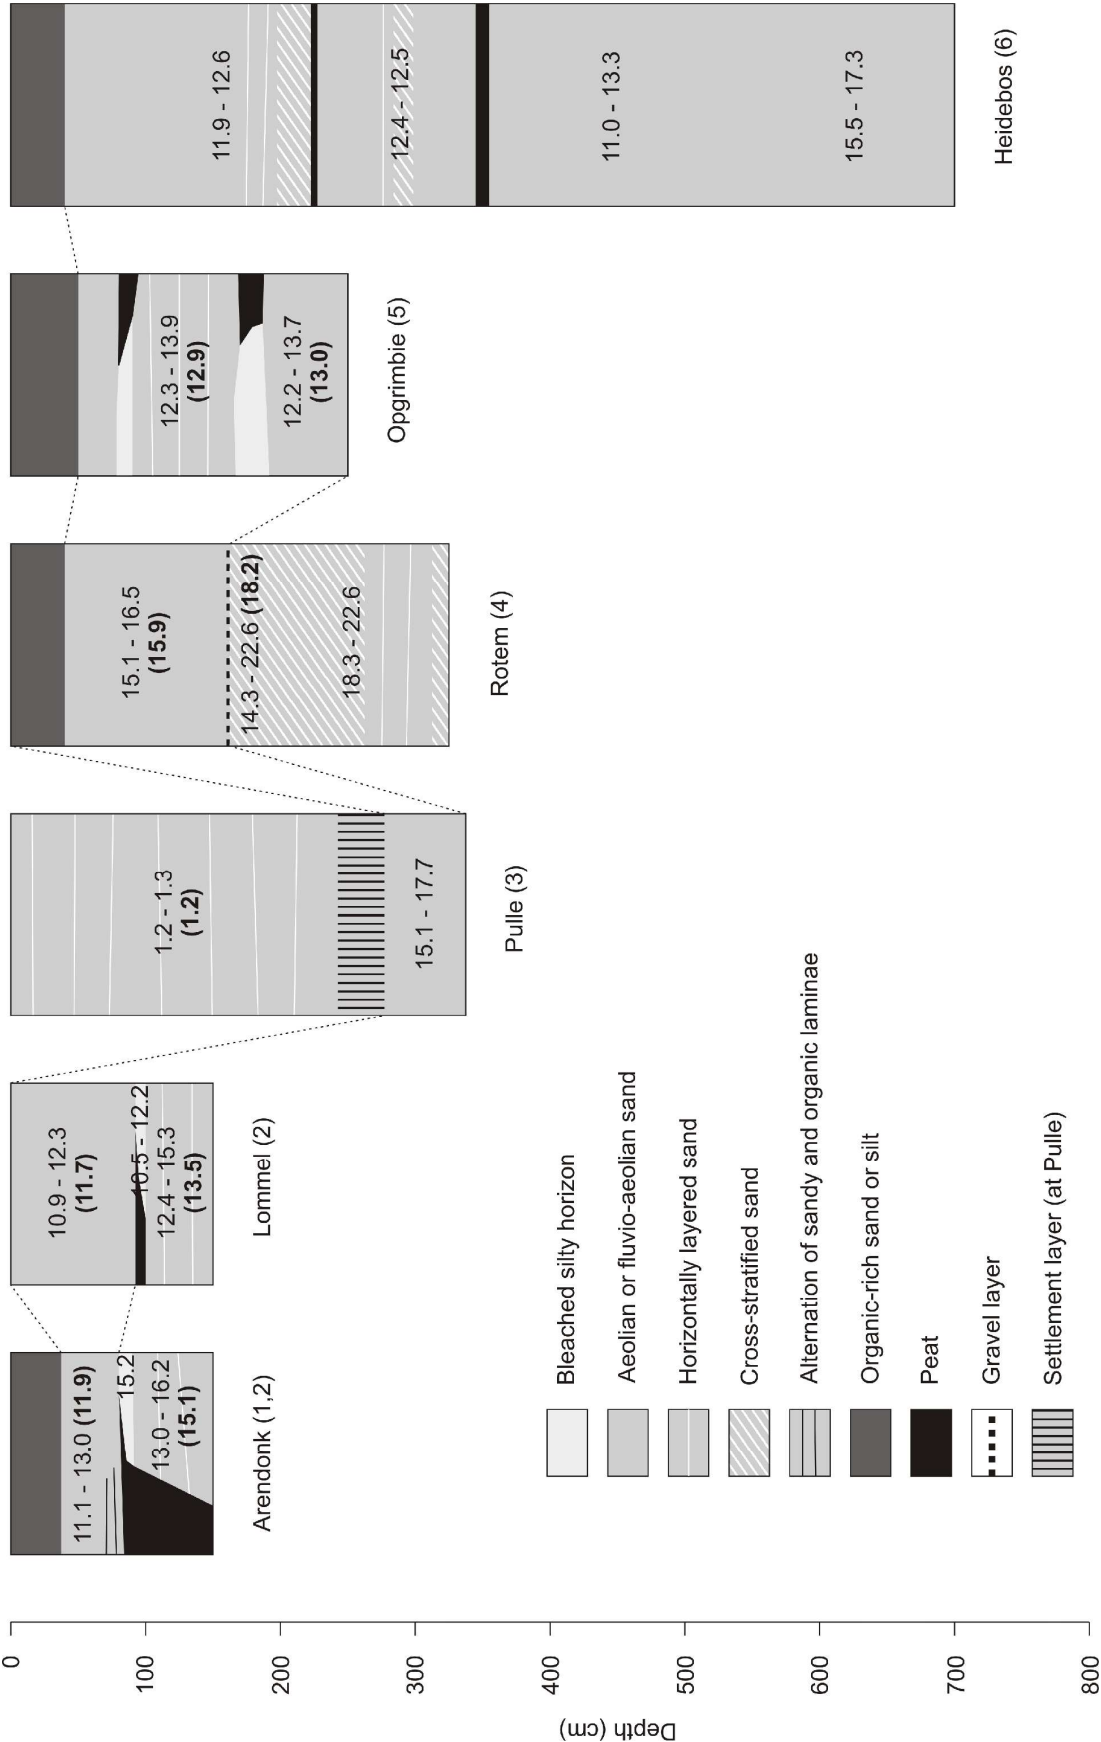 0
100
200
300
400
500
600
700
800
Depth (cm)
11.1 - 13.0 (11.9)
15.2
13.0 - 16.2
(15.1)
Arendonk (1,2)
10.9 - 12.3
(11.7)
10.5 - 12.2
12.4 - 15.3
(13.5)
Lommel (2)
1.2 - 1.3
(1.2)
15.1 - 17.7
Pulle (3)
15.1 - 16.5
(15.9)
14.3 - 22.6 (18.2)
18.3 - 22.6
Rotem (4)
12.3 - 13.9
(12.9)
12.2 - 13.7
(13.0)
Opgrimbie (5)
11.9 - 12.6
12.4 - 12.5
11.0 - 13.3
15.5 - 17.3
Heidebos (6)
Bleached silty horizon
Aeolian or fluvio-aeolian sand
Horizontally layered sand
Cross-stratified sand
Alternation of sandy and organic laminae
Organic-rich sand or silt
Peat
Gravel layer
Settlement layer (at Pulle)